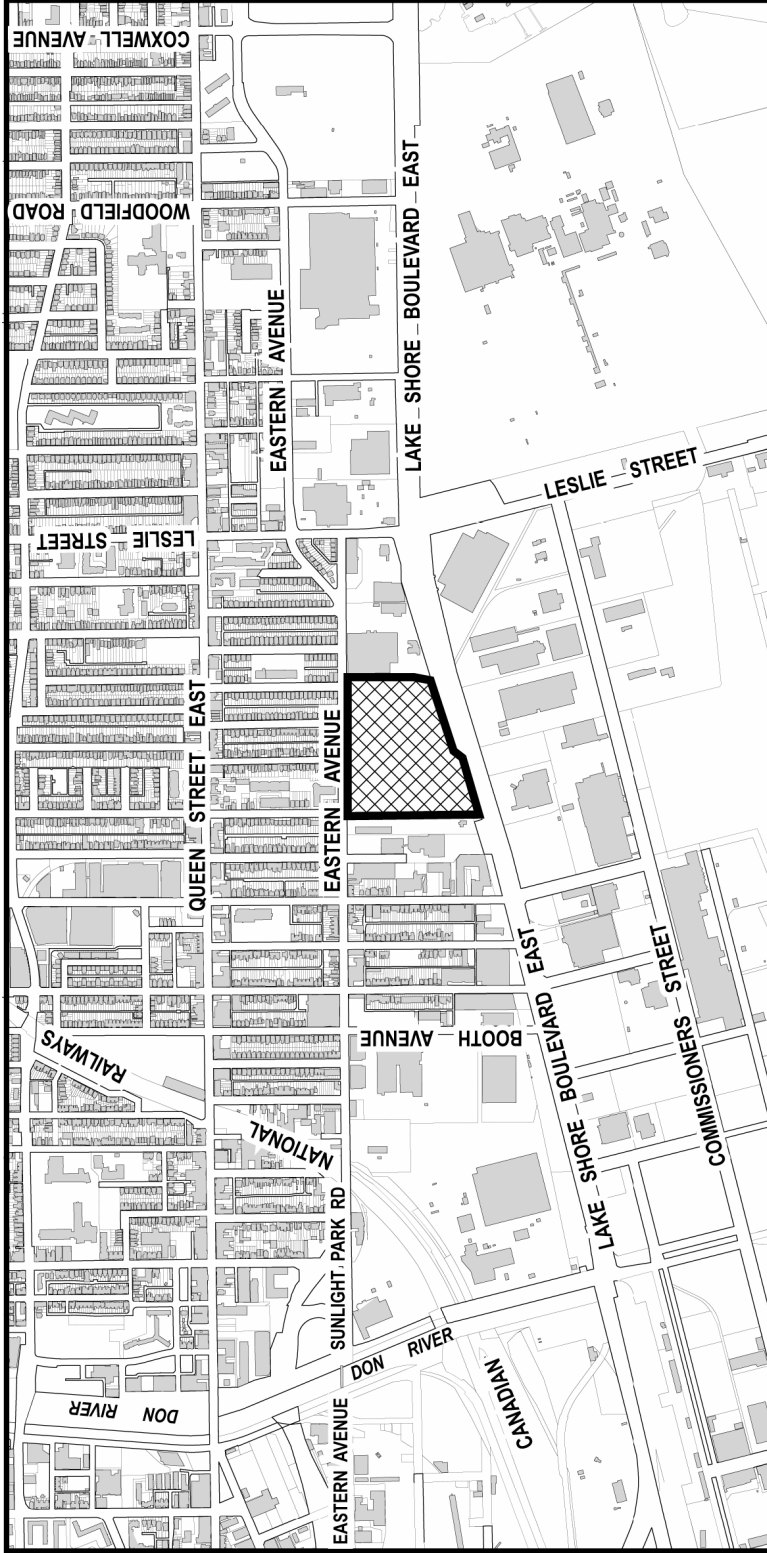 COXWELL AVENUE
WOODFIELD ROAD
LAKE SHORE BOULEVARD EAST
EASTERN AVENUE
LESLIE STREET
LESLIE STREET
QUEEN STREET EAST
EASTERN AVENUE
LAKE SHORE BOULEVARD EAST
BOOTH AVENUE
COMMISSIONERS STREET
RAILWAYS
NATIONAL
CANADIAN
SUNLIGHT PARK RD
DON RIVER
DON RIVER
EASTERN AVENUE